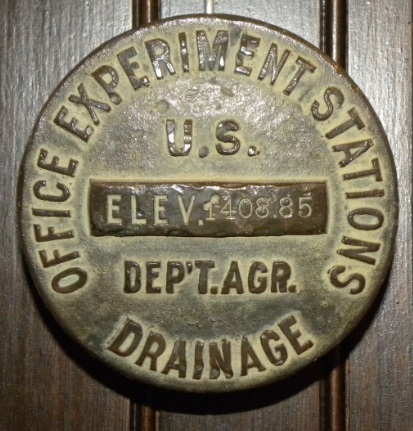 OFFICE EXPERIMENT STATIONS
U.S.
ELEV. 1408.85
DEP'T. AGR.
DRAINAGE